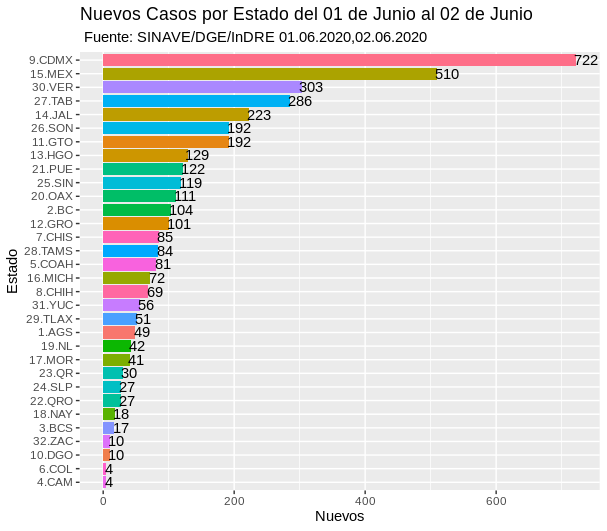 Nuevos Casos por Estado del 01 de Junio al 02 de Junio
Fuente: SINAVE/DGE/InDRE 01.06.2020,02.06.2020
9.CDMX 722
15.MEX 510
30.VER 303
27.TAB 286
14.JAL 223
26.SON 192
11.GTO 192
13.HGO 129
21.PUE 122
25.SIN 119
20.OAX 111
2.BC 104
12.GRO 101
7.CHIS 85
28.TAMS 84
5.COAH 81
16.MICH 72
8.CHIH 69
31.YUC 56
29.TLAX 51
1.AGS 49
19.NL 42
17.MOR 41
23.QR 30
24.SLP 27
22.QRO 27
18.NAY 18
3.BCS 17
32.ZAC 10
10.DGO 10
6.COL 4
4.CAM 4
Estado
0 200 400 600
Nuevos